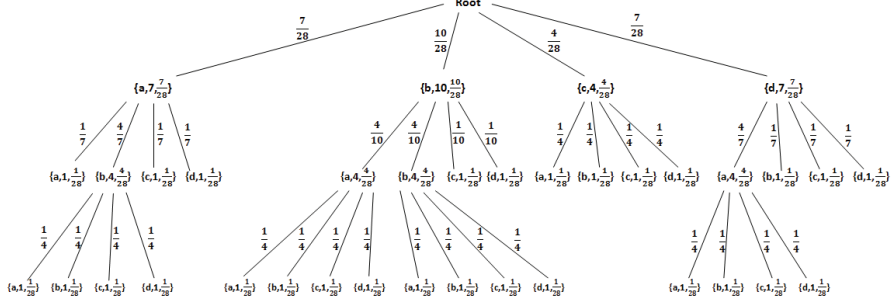 Root
7/28 10/28 4/28 7/28
{a,7,7/28} {b,10,10/28} {c,4,4/28} {d,7,7/28}
1/7 4/7 1/7 1/7 4/10 4/10 1/10 1/10 1/4 1/4 1/4 1/4 4/7 1/7 1/7 1/7
{a,1,1/28} {b,4,4/28} {c,1,1/28} {d,1,1/28} {a,4,4/28} {b,4,4/28} {c,1,1/28} {d,1,1/28} {a,1,1/28} {b,1,1/28} {c,1,1/28} {d,1,1/28} {a,4,4/28} {b,1,1/28} {c,1,1/28} {d,1,1/28}
1/4 1/4 1/4 1/4 1/4 1/4 1/4 1/4 1/4 1/4 1/4 1/4 1/4 1/4 1/4 1/4
{a,1,1/28} {b,1,1/28} {c,1,1/28} {d,1,1/28} {a,1,1/28} {b,1,1/28} {c,1,1/28} {d,1,1/28} {a,1,1/28} {b,1,1/28} {c,1,1/28} {d,1,1/28} {a,1,1/28} {b,1,1/28} {c,1,1/28} {d,1,1/28}